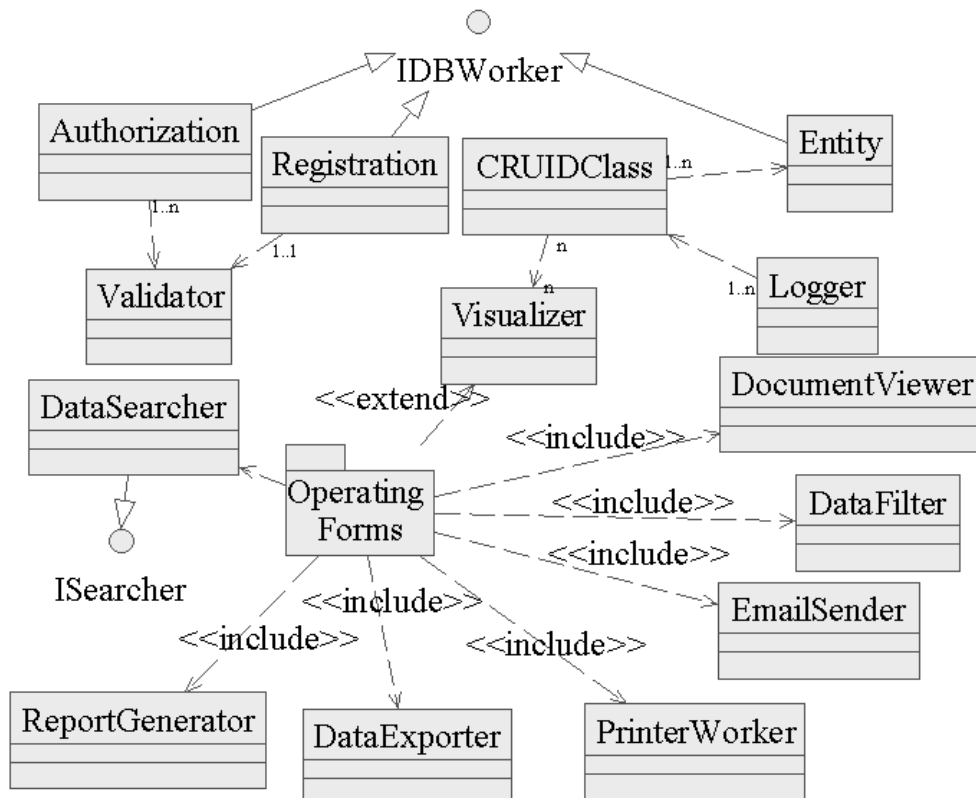 IDBWorker
Authorization
Registration
CRUIDClass
Entity
1..n
1..n
1..1
n
n
1..n
Validator
Visualizer
Logger
DataSearcher
<<extend>>
DocumentViewer
<<include>>
Operating
Forms
<<include>>
DataFilter
<<include>>
ISearcher
<<include>>
EmailSender
<<include>>
<<include>>
ReportGenerator
DataExporter
PrinterWorker